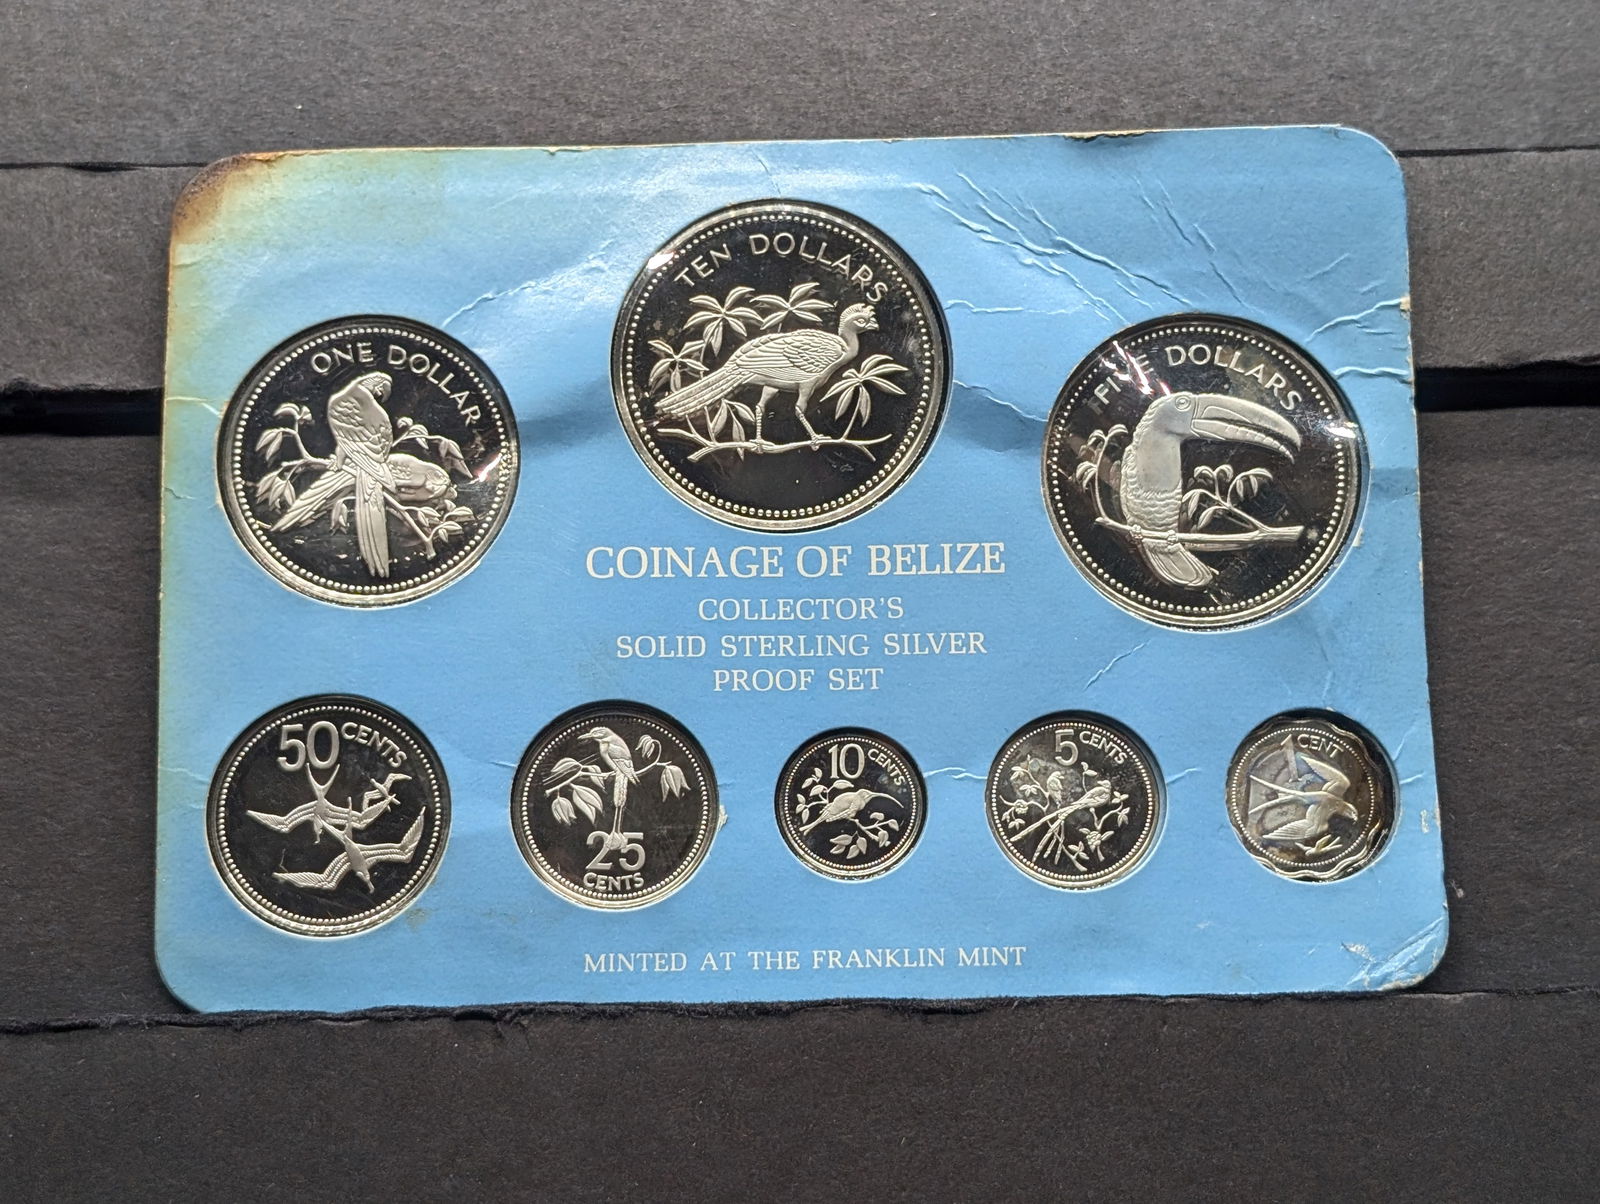 TEN DOLLARS
ONE DOLLAR
FIVE DOLLARS
COINAGE OF BELIZE
COLLECTOR'S
SOLID STERLING SILVER
PROOF SET
50 CENTS
25
CENTS
10 CENTS
5 CENTS
1 CENT
MINTED AT THE FRANKLIN MINT